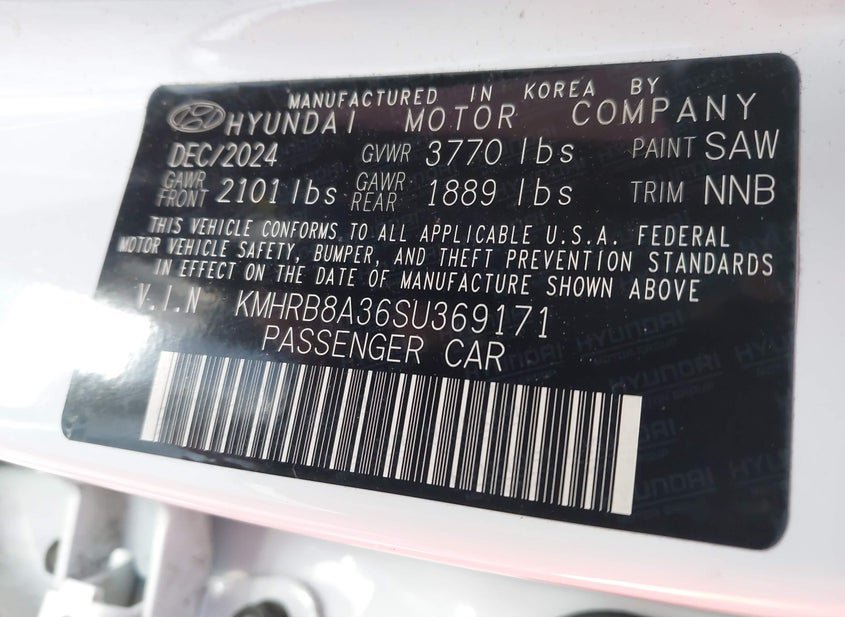 MANUFACTURED IN KOREA BY
HYUNDAI MOTOR COMPANY
DEC/2024 GVWR 3770 lbs PAINT SAW
GAWR FRONT 2101 lbs GAWR REAR 1889 lbs TRIM NNB
THIS VEHICLE CONFORMS TO ALL APPLICABLE U.S.A. FEDERAL
MOTOR VEHICLE SAFETY, BUMPER, AND THEFT PREVENTION STANDARDS
IN EFFECT ON THE DATE OF MANUFACTURE SHOWN ABOVE
V.I.N KMHRB8A36SU369171
PASSENGER CAR